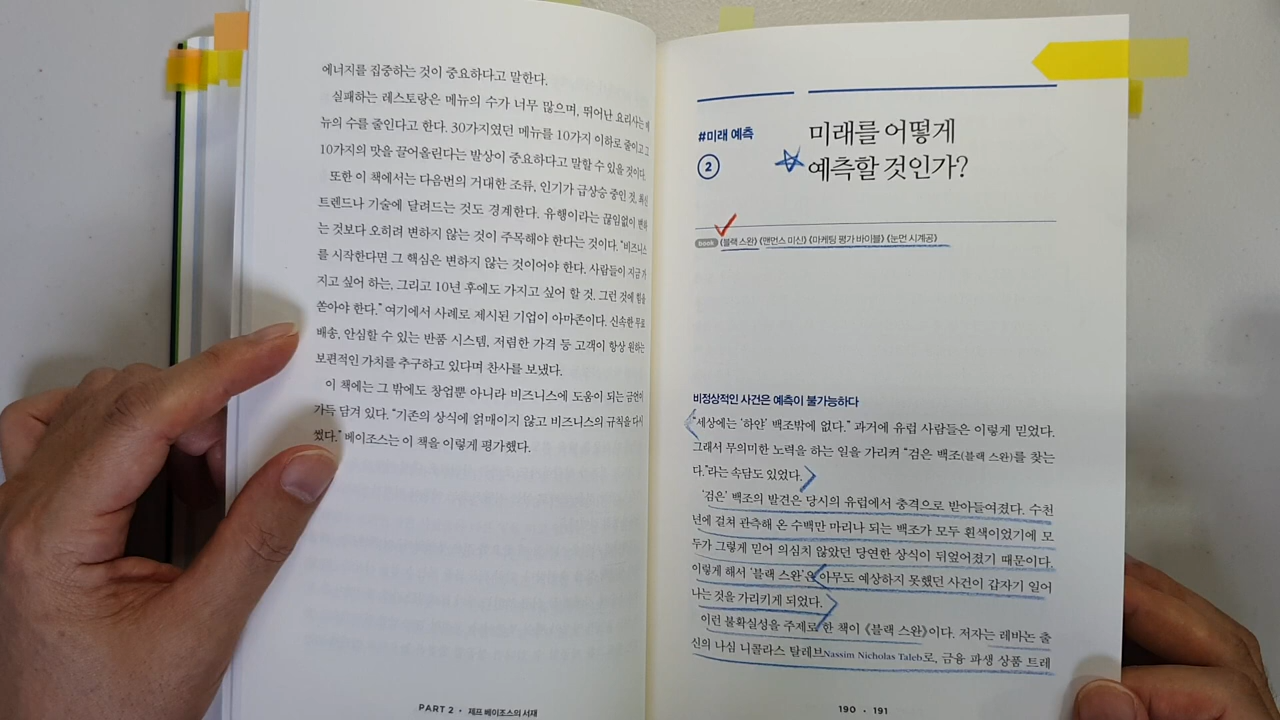 에너지를 집중하는 것이 중요하다고 말한다.
실패하는 레스토랑은 메뉴의 수가 너무 많으며, 뛰어난 요리사는 메
뉴의 수를 줄인다고 한다. 30가지였던 메뉴를 10가지 이하로 줄이고 그
10가지의 맛을 끌어올린다는 발상이 중요하다고 말할 수 있을 것이다.
또한 이 책에서는 다음번의 거대한 조류, 인기가 급상승 중인 것, 최신
트렌드나 기술에 달려드는 것도 경계한다. 유행이라는 끊임없이 변하
는 것보다 오히려 변하지 않는 것이 주목해야 한다는 것이다. "비즈니스
를 시작한다면 그 핵심은 변하지 않는 것이어야 한다. 사람들이 지금 가
지고 싶어 하는, 그리고 10년 후에도 가지고 싶어 할 것, 그런 것에 힘을
쏟아야 한다." 여기에서 사례로 제시된 기업이 아마존이다. 신속한 무료
배송, 안심할 수 있는 반품 시스템, 저렴한 가격 등 고객이 항상 원하는
보편적인 가치를 추구하고 있다며 찬사를 보냈다.
이 책에는 그 밖에도 창업뿐 아니라 비즈니스에 도움이 되는 금언이
가득 담겨 있다. "기존의 상식에 얽매이지 않고 비즈니스의 규칙을 다시
썼다." 베이조스는 이 책을 이렇게 평가했다.
PART 2 · 제프 베이조스의 서재
#미래 예측
2
미래를 어떻게
예측할 것인가?
book 《블랙 스완》 《맨먼스 미신》 《마케팅 평가 바이블》 《눈먼 시계공》
비정상적인 사건은 예측이 불가능하다
"세상에는 '하얀' 백조밖에 없다." 과거에 유럽 사람들은 이렇게 믿었다.
그래서 무의미한 노력을 하는 일을 가리켜 "검은 백조(블랙 스완)를 찾는
다."라는 속담도 있었다.
'검은' 백조의 발견은 당시의 유럽에서 충격으로 받아들여졌다. 수천
년에 걸쳐 관측해 온 수백만 마리나 되는 백조가 모두 흰색이었기에 모
두가 그렇게 믿어 의심치 않았던 당연한 상식이 뒤엎어졌기 때문이다.
이렇게 해서 '블랙 스완'은 아무도 예상하지 못했던 사건이 갑자기 일어
나는 것을 가리키게 되었다.
이런 불확실성을 주제로 한 책이 《블랙 스완》이다. 저자는 레바논 출
신의 나심 니콜라스 탈레브Nassim Nicholas Taleb로, 금융 파생 상품 트레
190 · 191